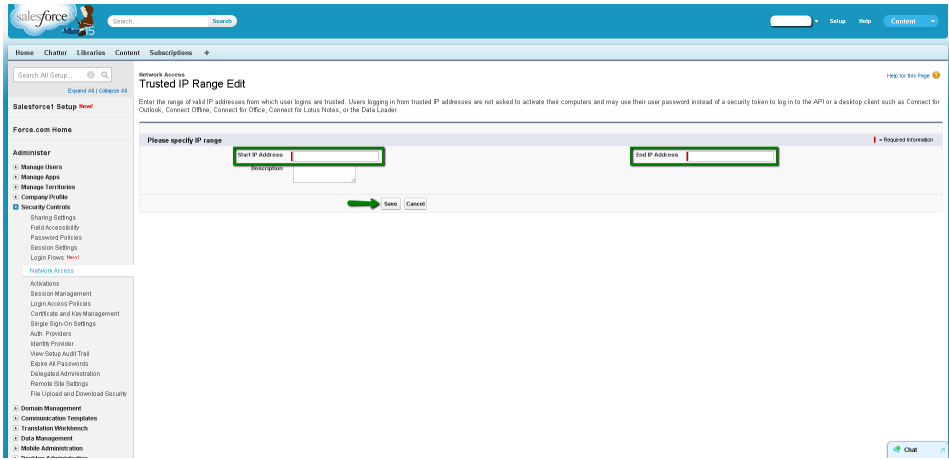 salesforce
15
Search...
Search
Setup
Help
Content
Home Chatter Libraries Content Subscriptions +
Search All Setup...
Expand All | Collapse All
Salesforce1 Setup New!
Force.com Home
Administer
Manage Users
Manage Apps
Manage Territories
Company Profile
Security Controls
Sharing Settings
Field Accessibility
Password Policies
Session Settings
Login Flows New!
Network Access
Activations
Session Management
Login Access Policies
Certificate and Key Management
Single Sign-On Settings
Auth. Providers
Identity Provider
View Setup Audit Trail
Expire All Passwords
Delegated Administration
Remote Site Settings
File Upload and Download Security
Domain Management
Communication Templates
Translation Workbench
Data Management
Mobile Administration
Desktop Administration
Network Access
Trusted IP Range Edit
Help for this Page
Enter the range of valid IP addresses from which user logins are trusted. Users logging in from trusted IP addresses are not asked to activate their computers and may use their user password instead of a security token to log in to the API or a desktop client such as Connect for
Outlook, Connect Offline, Connect for Office, Connect for Lotus Notes, or the Data Loader.
Please specify IP range
= Required Information
Start IP Address
End IP Address
Description
Save Cancel
Chat